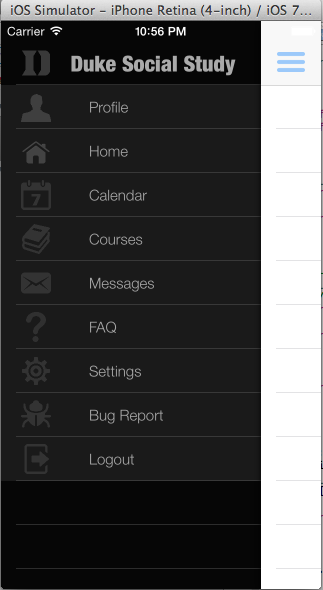 iOS Simulator - iPhone Retina (4-inch) / iOS 7...
Carrier 10:56 PM
D Duke Social Study
Profile
Home
7 Calendar
Courses
Messages
? FAQ
Settings
Bug Report
Logout